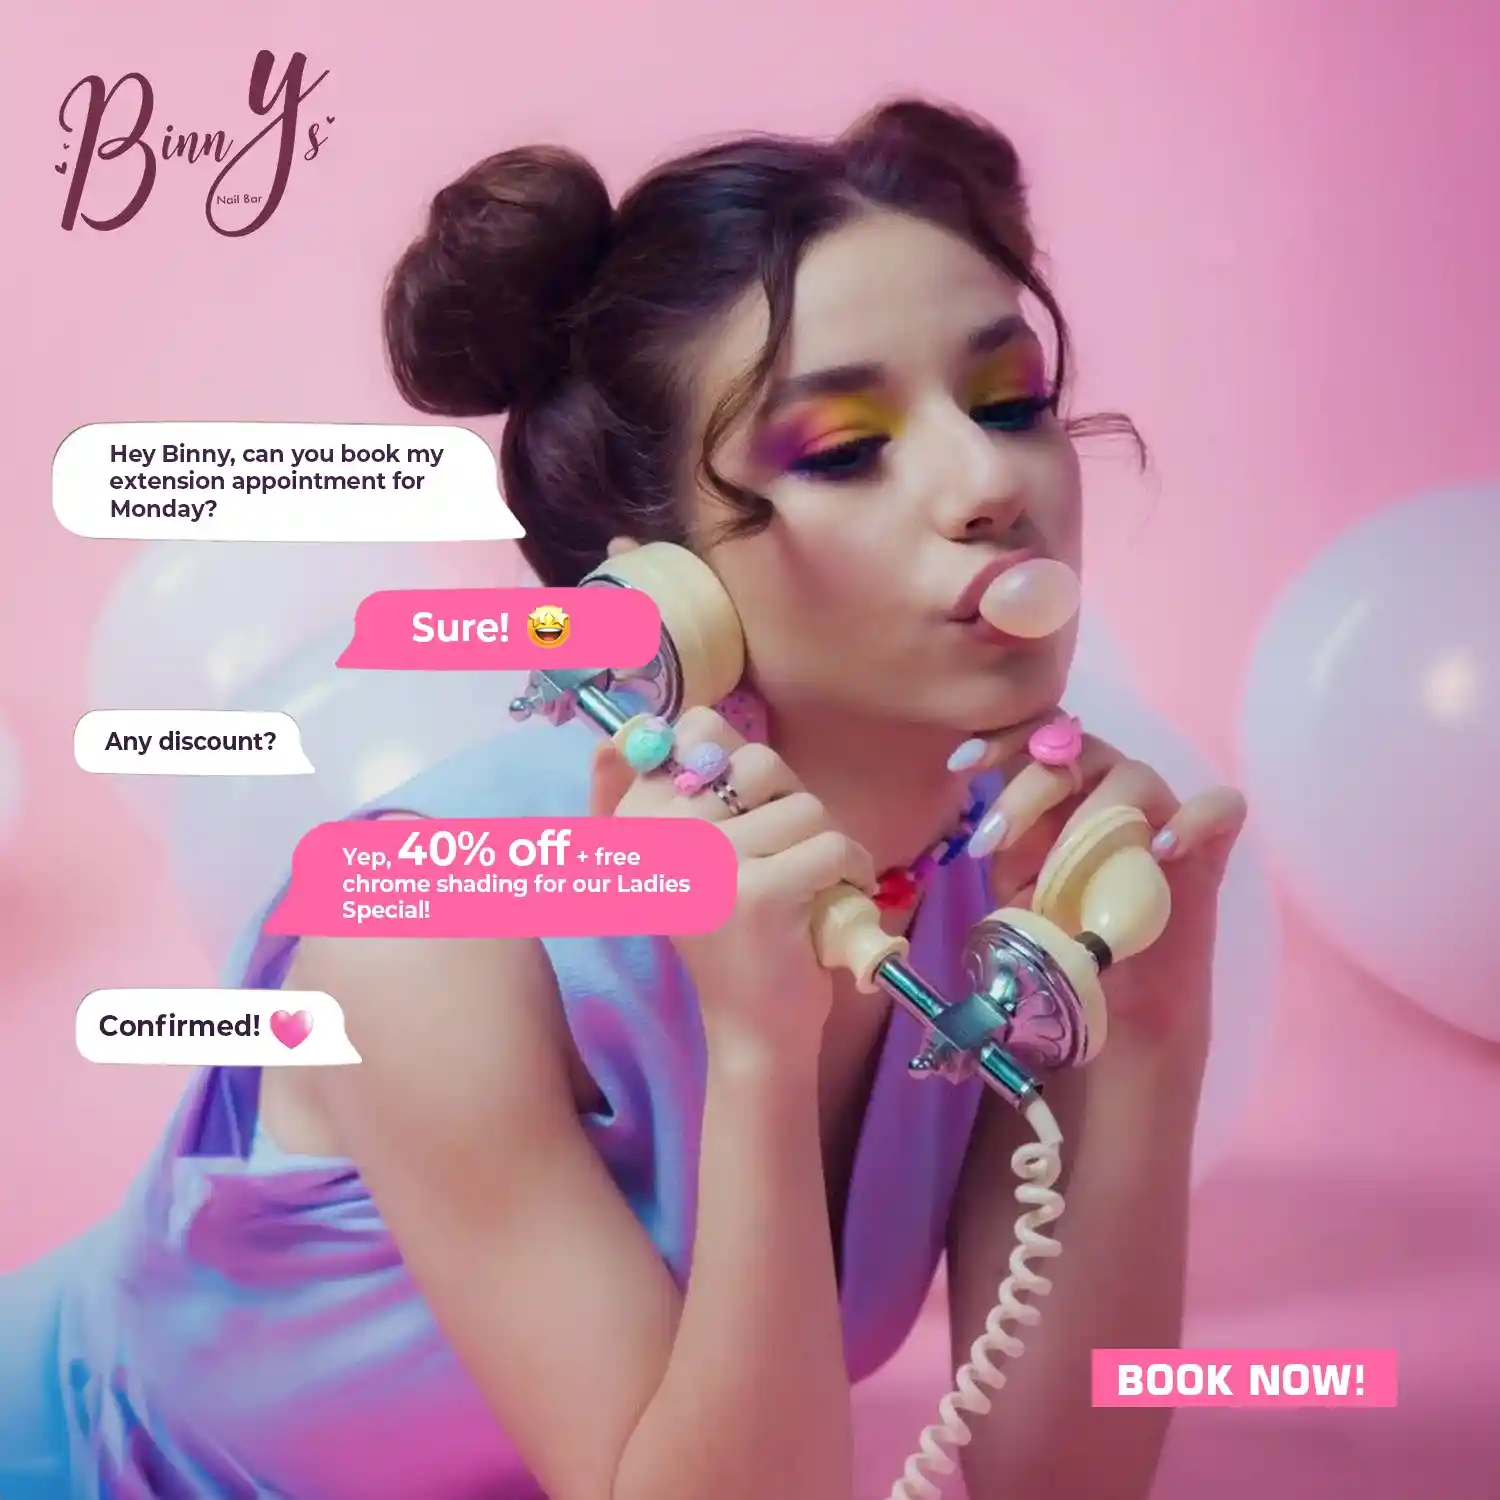 BinnYs
Nail Bar
Hey Binny, can you book my
extension appointment for
Monday?
Sure! 🤩
Any discount?
Yep, 40% off + free
chrome shading for our Ladies
Special!
Confirmed! 🩷
BOOK NOW!